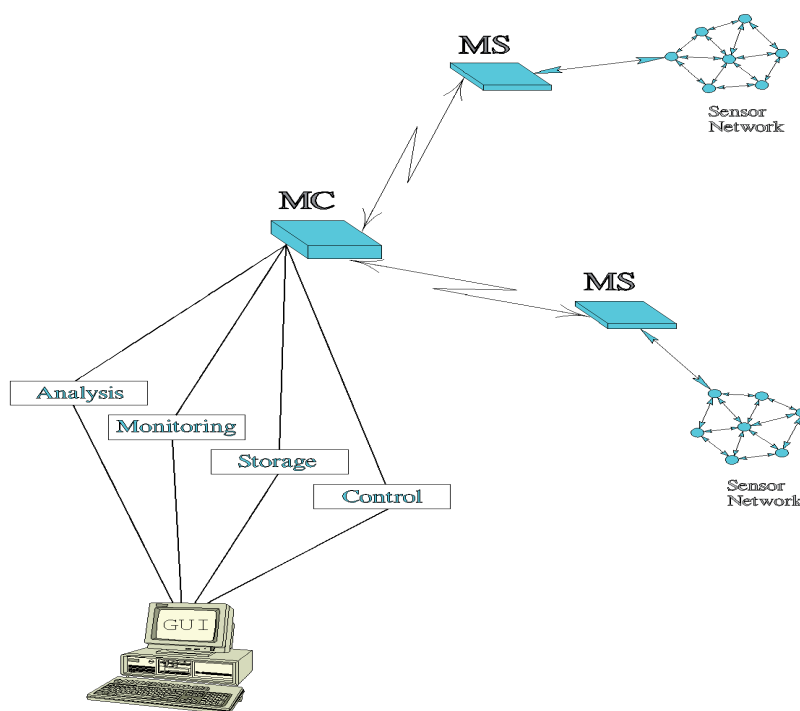 MS
Sensor
Network
MC
MS
Analysis
Monitoring
Storage
Control
Sensor
Network
GUI